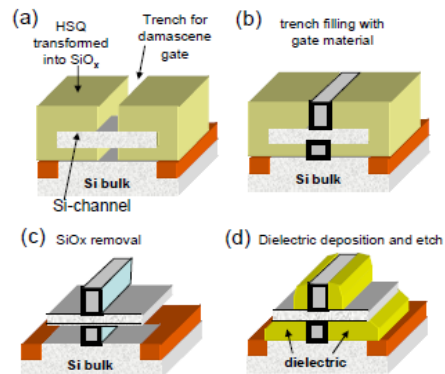 (a)
HSQ
transformed
into SiOx
Trench for
damascene
gate
Si bulk
Si-channel
(b)
trench filling with
gate material
Si bulk
(c) SiOx removal
Si bulk
(d) Dielectric deposition and etch
dielectric